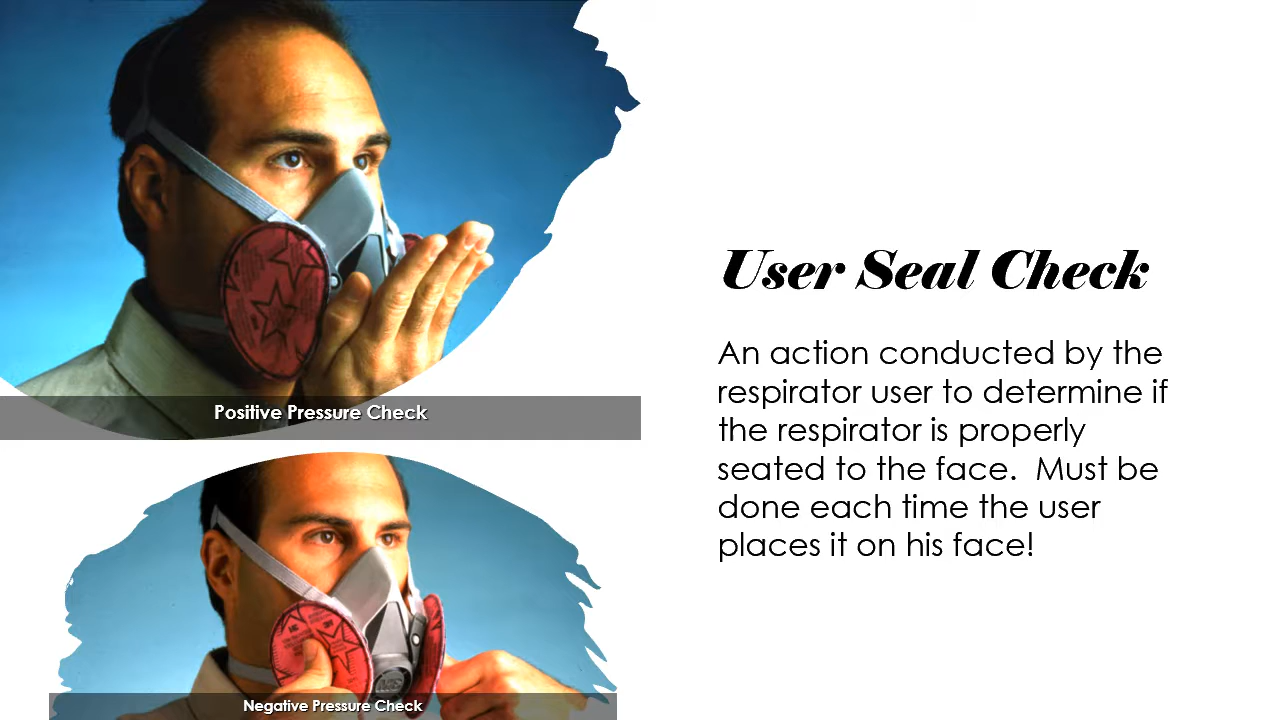 User Seal Check
An action conducted by the
respirator user to determine if
the respirator is properly
seated to the face.  Must be
done each time the user
places it on his face!
Positive Pressure Check
Negative Pressure Check